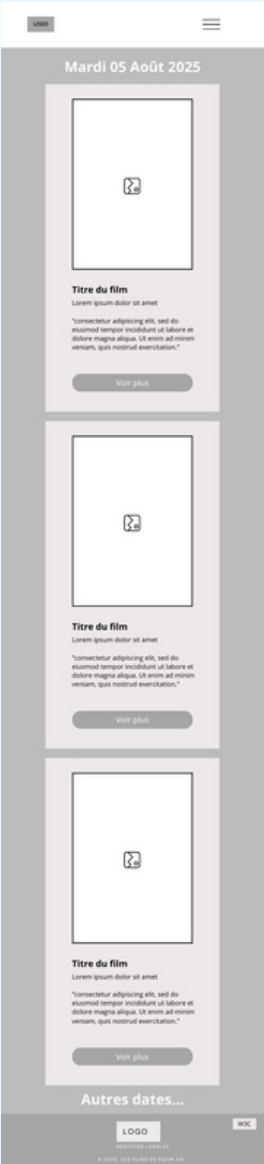 LOGO
Mardi 05 Août 2025
Titre du film
Lorem ipsum dolor sit amet
"consectetur adipiscing elit, sed do
eiusmod tempor incididunt ut labore et
dolore magna aliqua. Ut enim ad minim
veniam, quis nostrud exercitation."
Voir plus
Titre du film
Lorem ipsum dolor sit amet
"consectetur adipiscing elit, sed do
eiusmod tempor incididunt ut labore et
dolore magna aliqua. Ut enim ad minim
veniam, quis nostrud exercitation."
Voir plus
Titre du film
Lorem ipsum dolor sit amet
"consectetur adipiscing elit, sed do
eiusmod tempor incididunt ut labore et
dolore magna aliqua. Ut enim ad minim
veniam, quis nostrud exercitation."
Voir plus
Autres dates...
W3C
LOGO
MENTIONS LÉGALES
LES FILMS DE PLEIN AIR